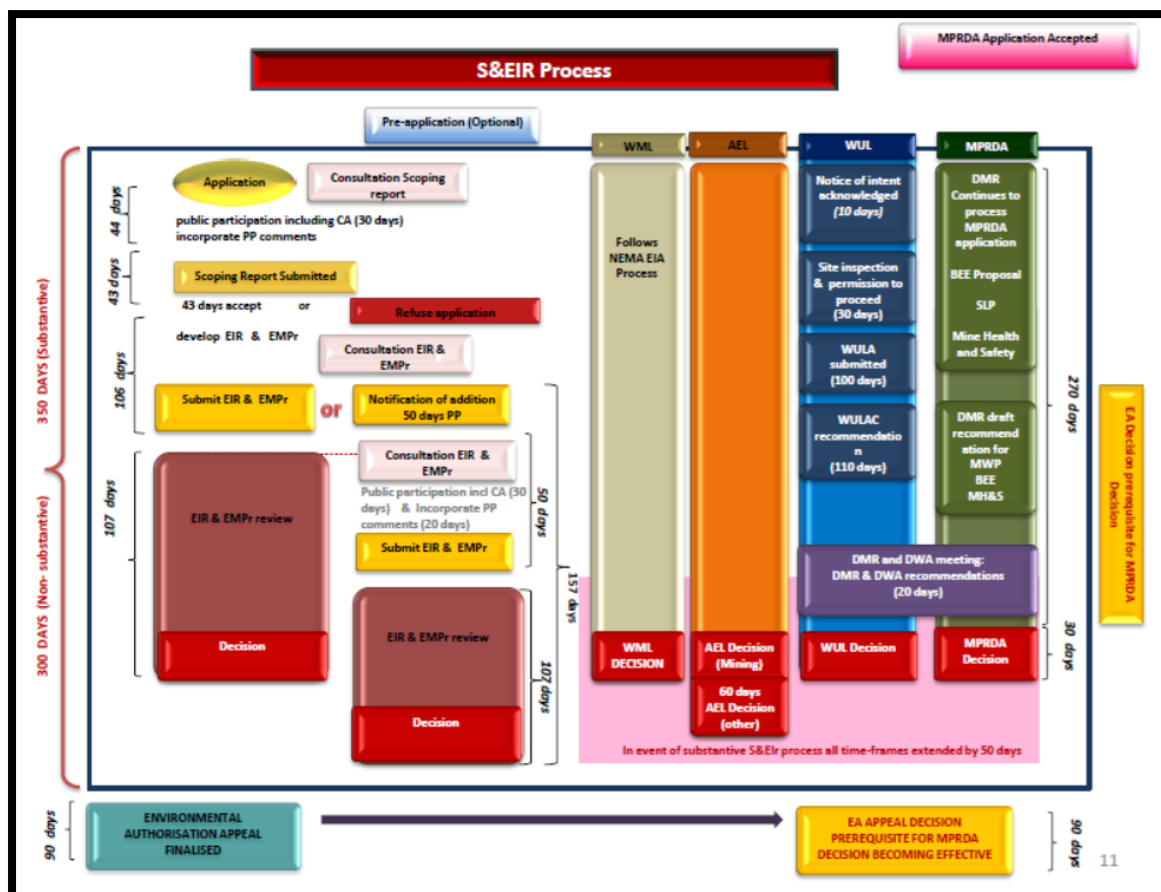 MPRDA Application Accepted
S&EIR Process
Pre-application (Optional)
WML
AEL
WUL
MPRDA
350 DAYS (Substantive)
300 DAYS (Non- substantive)
44 days
Application
Consultation Scoping
report
public participation including CA (30 days)
incorporate PP comments
43 days
Scoping Report Submitted
43 days accept or
Refuse application
develop EIR & EMPr
106 days
Consultation EIR &
EMPr
Submit EIR & EMPr
or
Notification of addition
50 days PP
107 days
EIR & EMPr review
Decision
Consultation EIR &
EMPr
Public participation incl CA (30
days) & Incorporate PP
comments (20 days)
Submit EIR & EMPr
50 days
157 days
EIR & EMPr review
Decision
107 days
Follows
NEMA EIA
Process
WML
DECISION
AEL Decision
(Mining)
60 days
AEL Decision
(other)
Notice of intent
acknowledged
(10 days)
Site inspection
& permission to
proceed
(30 days)
WULA
submitted
(100 days)
WULAC
recommendatio
n
(110 days)
DMR
Continues to
process
MPRDA
application
BEE Proposal
SLP
Mine Health
and Safety
DMR draft
recommend
ation for
MWP
BEE
MH&S
DMR and DWA meeting:
DMR & DWA recommendations
(20 days)
WUL Decision
MPRDA
Decision
270 days
30 days
EA Decision prerequisite for MPRDA
Decision
In event of substantive S&EIr process all time-frames extended by 50 days
90 days
ENVIRONMENTAL
AUTHORISATION APPEAL
FINALISED
EA APPEAL DECISION
PREREQUISITE FOR MPRDA
DECISION BECOMING EFFECTIVE
90 days
11